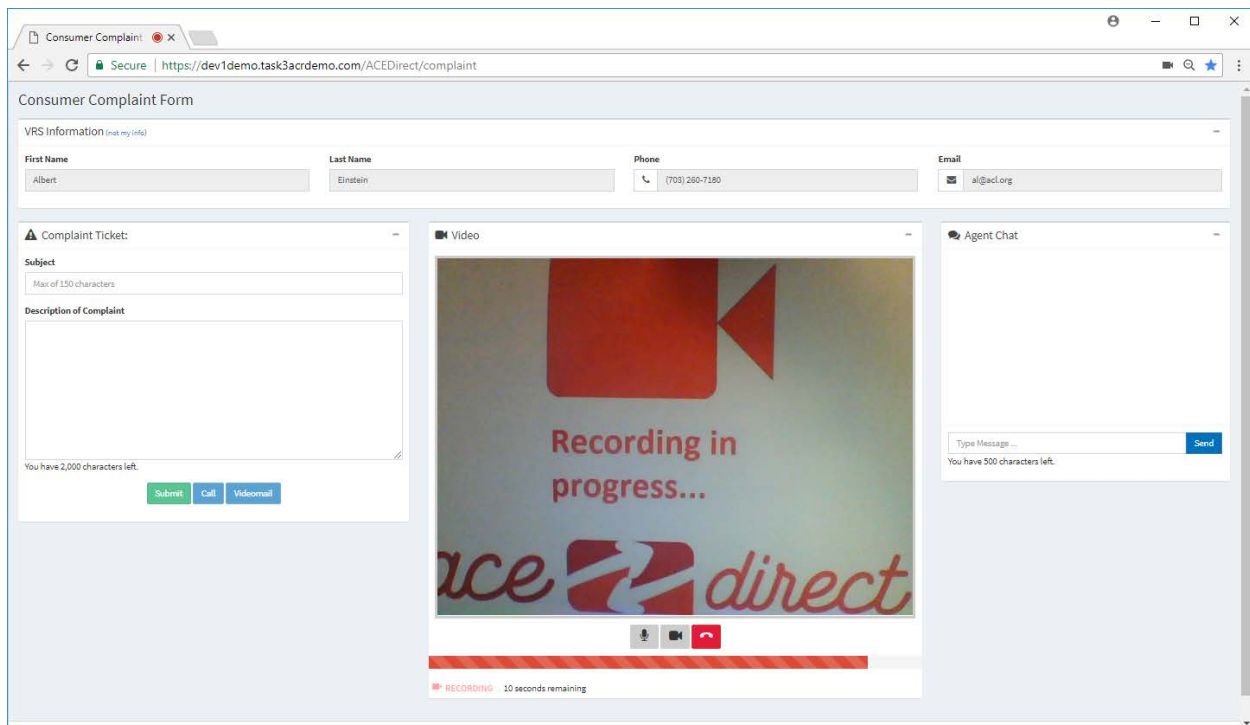 Consumer Complaint
Secure | https://dev1demo.task3acrdemo.com/ACEDirect/complaint
Consumer Complaint Form
VRS Information (not my info)
First Name
Last Name
Phone
Email
Albert
Einstein
(703) 260-7180
al@acl.org
Complaint Ticket:
Subject
Max of 150 characters
Description of Complaint
You have 2,000 characters left.
Submit
Call
Videomail
Video
Recording in
progress...
ace direct
RECORDING
10 seconds remaining
Agent Chat
Type Message ...
Send
You have 500 characters left.